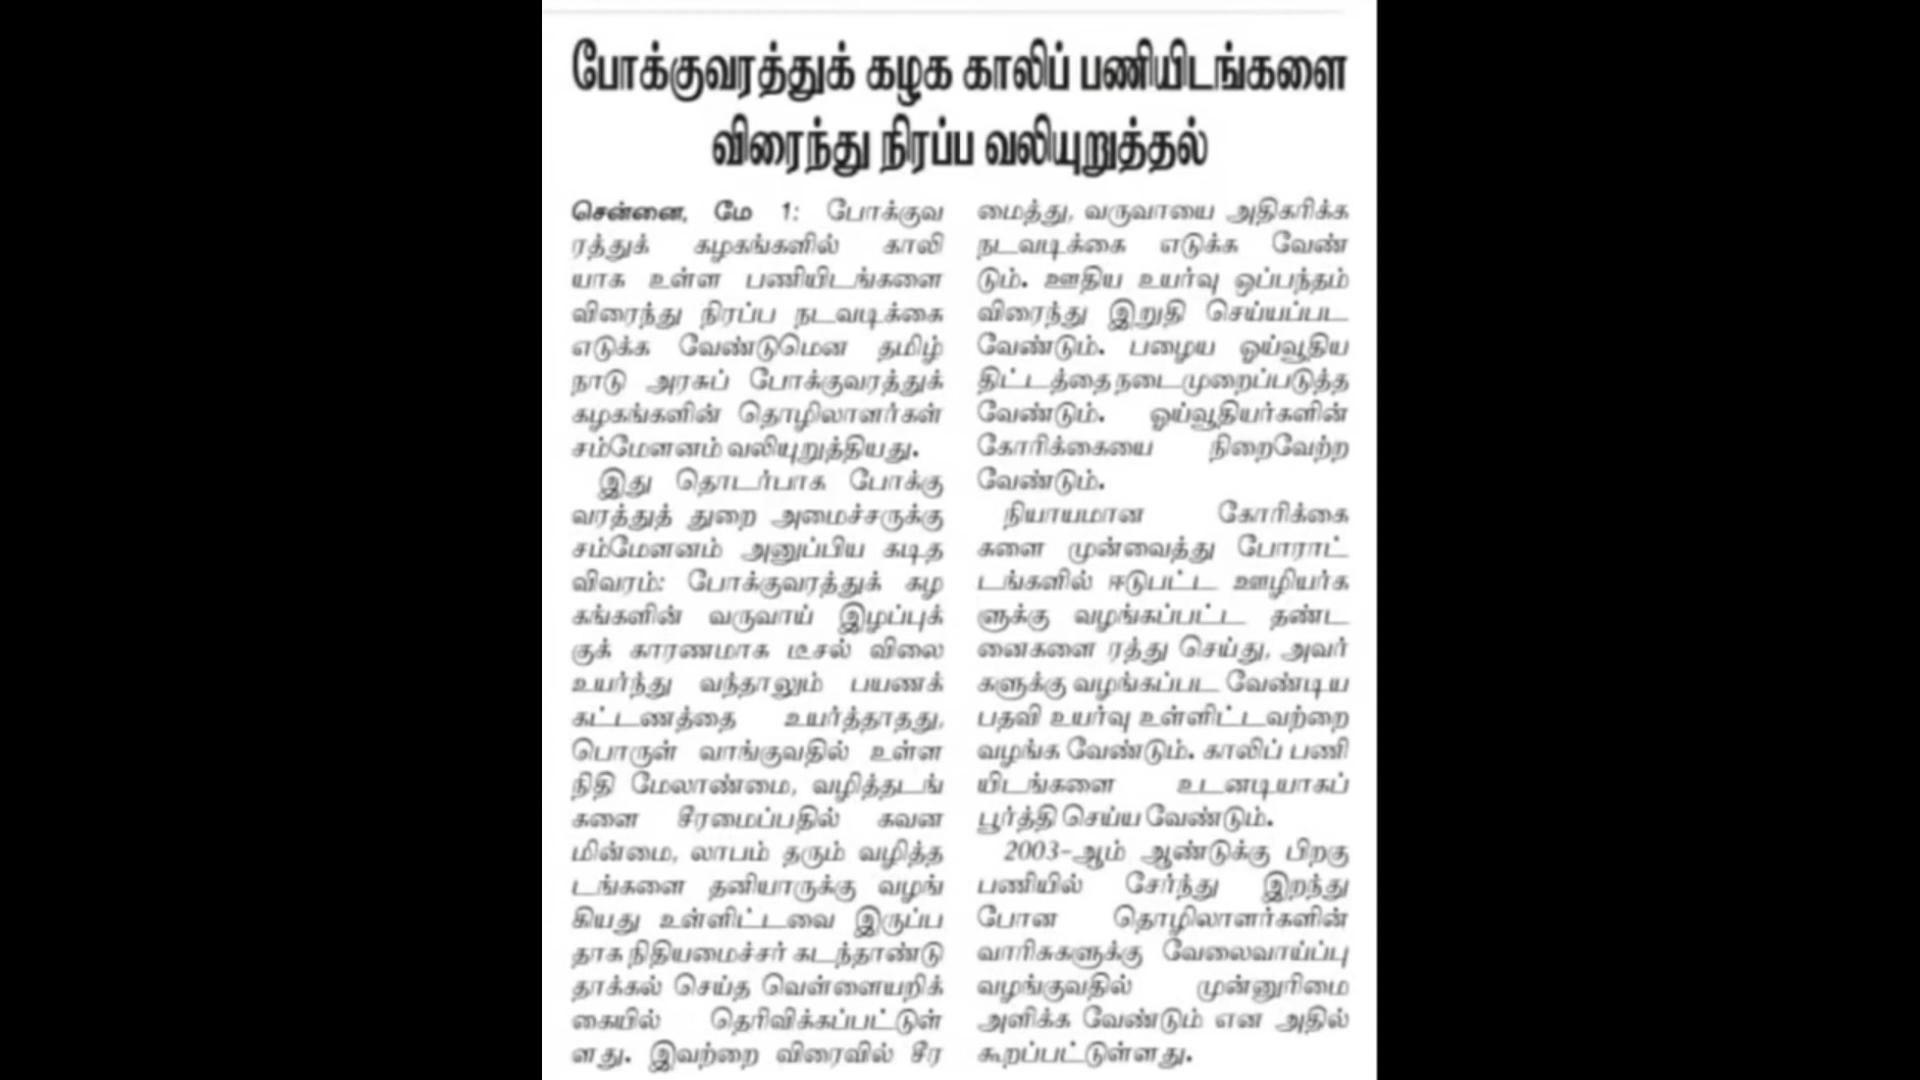 போக்குவரத்துக் கழக காலிப் பணியிடங்களை
விரைந்து நிரப்ப வலியுறுத்தல்
சென்னை, மே 1: போக்குவ
ரத்துக் கழகங்களில் காலி
யாக உள்ள பணியிடங்களை
விரைந்து நிரப்ப நடவடிக்கை
எடுக்க வேண்டுமென தமிழ்
நாடு அரசுப் போக்குவரத்துக்
கழகங்களின் தொழிலாளர்கள்
சம்மேளனம் வலியுறுத்தியது.
இது தொடர்பாக போக்கு
வரத்துத் துறை அமைச்சருக்கு
சம்மேளனம் அனுப்பிய கடித
விவரம்: போக்குவரத்துக் கழ
கங்களின் வருவாய் இழப்புக்
குக் காரணமாக டீசல் விலை
உயர்ந்து வந்தாலும் பயணக்
கட்டணத்தை உயர்த்தாதது,
பொருள் வாங்குவதில் உள்ள
நிதி மேலாண்மை, வழித்தடங்
களை சீரமைப்பதில் கவன
மின்மை, லாபம் தரும் வழித்த
டங்களை தனியாருக்கு வழங்
கியது உள்ளிட்டவை இருப்ப
தாக நிதியமைச்சர் கடந்தாண்டு
தாக்கல் செய்த வெள்ளையறிக்
கையில் தெரிவிக்கப்பட்டுள்
ளது. இவற்றை விரைவில் சீர
மைத்து, வருவாயை அதிகரிக்க
நடவடிக்கை எடுக்க வேண்
டும். ஊதிய உயர்வு ஒப்பந்தம்
விரைந்து இறுதி செய்யப்பட
வேண்டும். பழைய ஓய்வூதிய
திட்டத்தை நடைமுறைப்படுத்த
வேண்டும். ஓய்வூதியர்களின்
கோரிக்கையை நிறைவேற்ற
வேண்டும்.
நியாயமான கோரிக்கை
களை முன்வைத்து போராட்
டங்களில் ஈடுபட்ட ஊழியர்க
ளுக்கு வழங்கப்பட்ட தண்ட
னைகளை ரத்து செய்து, அவர்
களுக்கு வழங்கப்பட வேண்டிய
பதவி உயர்வு உள்ளிட்டவற்றை
வழங்க வேண்டும். காலிப் பணி
யிடங்களை உடனடியாகப்
பூர்த்தி செய்ய வேண்டும்.
2003-ஆம் ஆண்டுக்கு பிறகு
பணியில் சேர்ந்து இறந்து
போன தொழிலாளர்களின்
வாரிசுகளுக்கு வேலைவாய்ப்பு
வழங்குவதில் முன்னுரிமை
அளிக்க வேண்டும் என அதில்
கூறப்பட்டுள்ளது.